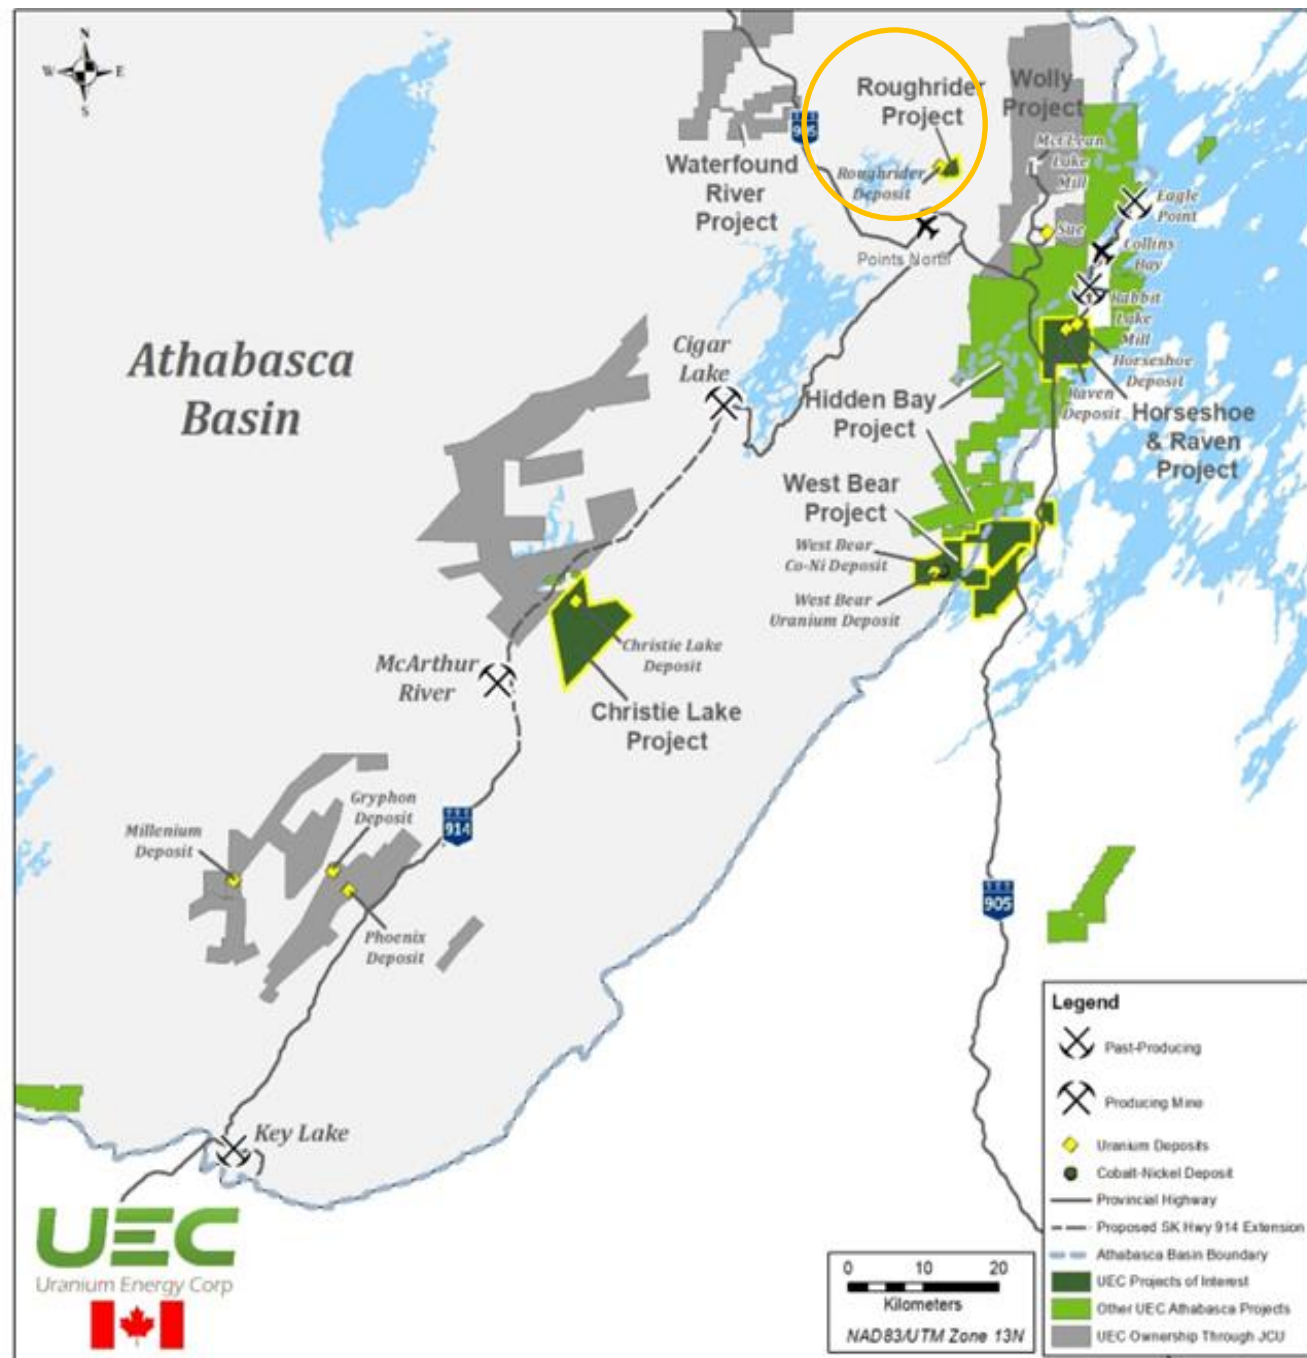 N
W
E
S
Roughrider
Project
Wolly
Project
905
Waterfound
River
Project
Roughrider
Deposit
McClean
Lake
Mill
Eagle
Point
Sue
Collins
Bay
Points North
Rabbit
Lake
Mill
Horseshoe
Deposit
Raven
Deposit
Horseshoe
& Raven
Project
Athabasca
Basin
Cigar
Lake
Hidden Bay
Project
West Bear
Project
West Bear
Co-Ni Deposit
West Bear
Uranium Deposit
Christie Lake
Deposit
McArthur
River
Christie Lake
Project
914
Gryphon
Deposit
Millenium
Deposit
Phoenix
Deposit
905
Key Lake
UEC
Uranium Energy Corp
0 10 20
Kilometers
NAD83/UTM Zone 13N
Legend
Past-Producing
Producing Mine
Uranium Deposits
Cobalt-Nickel Deposit
Provincial Highway
Proposed SK Hwy 914 Extension
Athabasca Basin Boundary
UEC Projects of Interest
Other UEC Athabasca Projects
UEC Ownership Through JCU